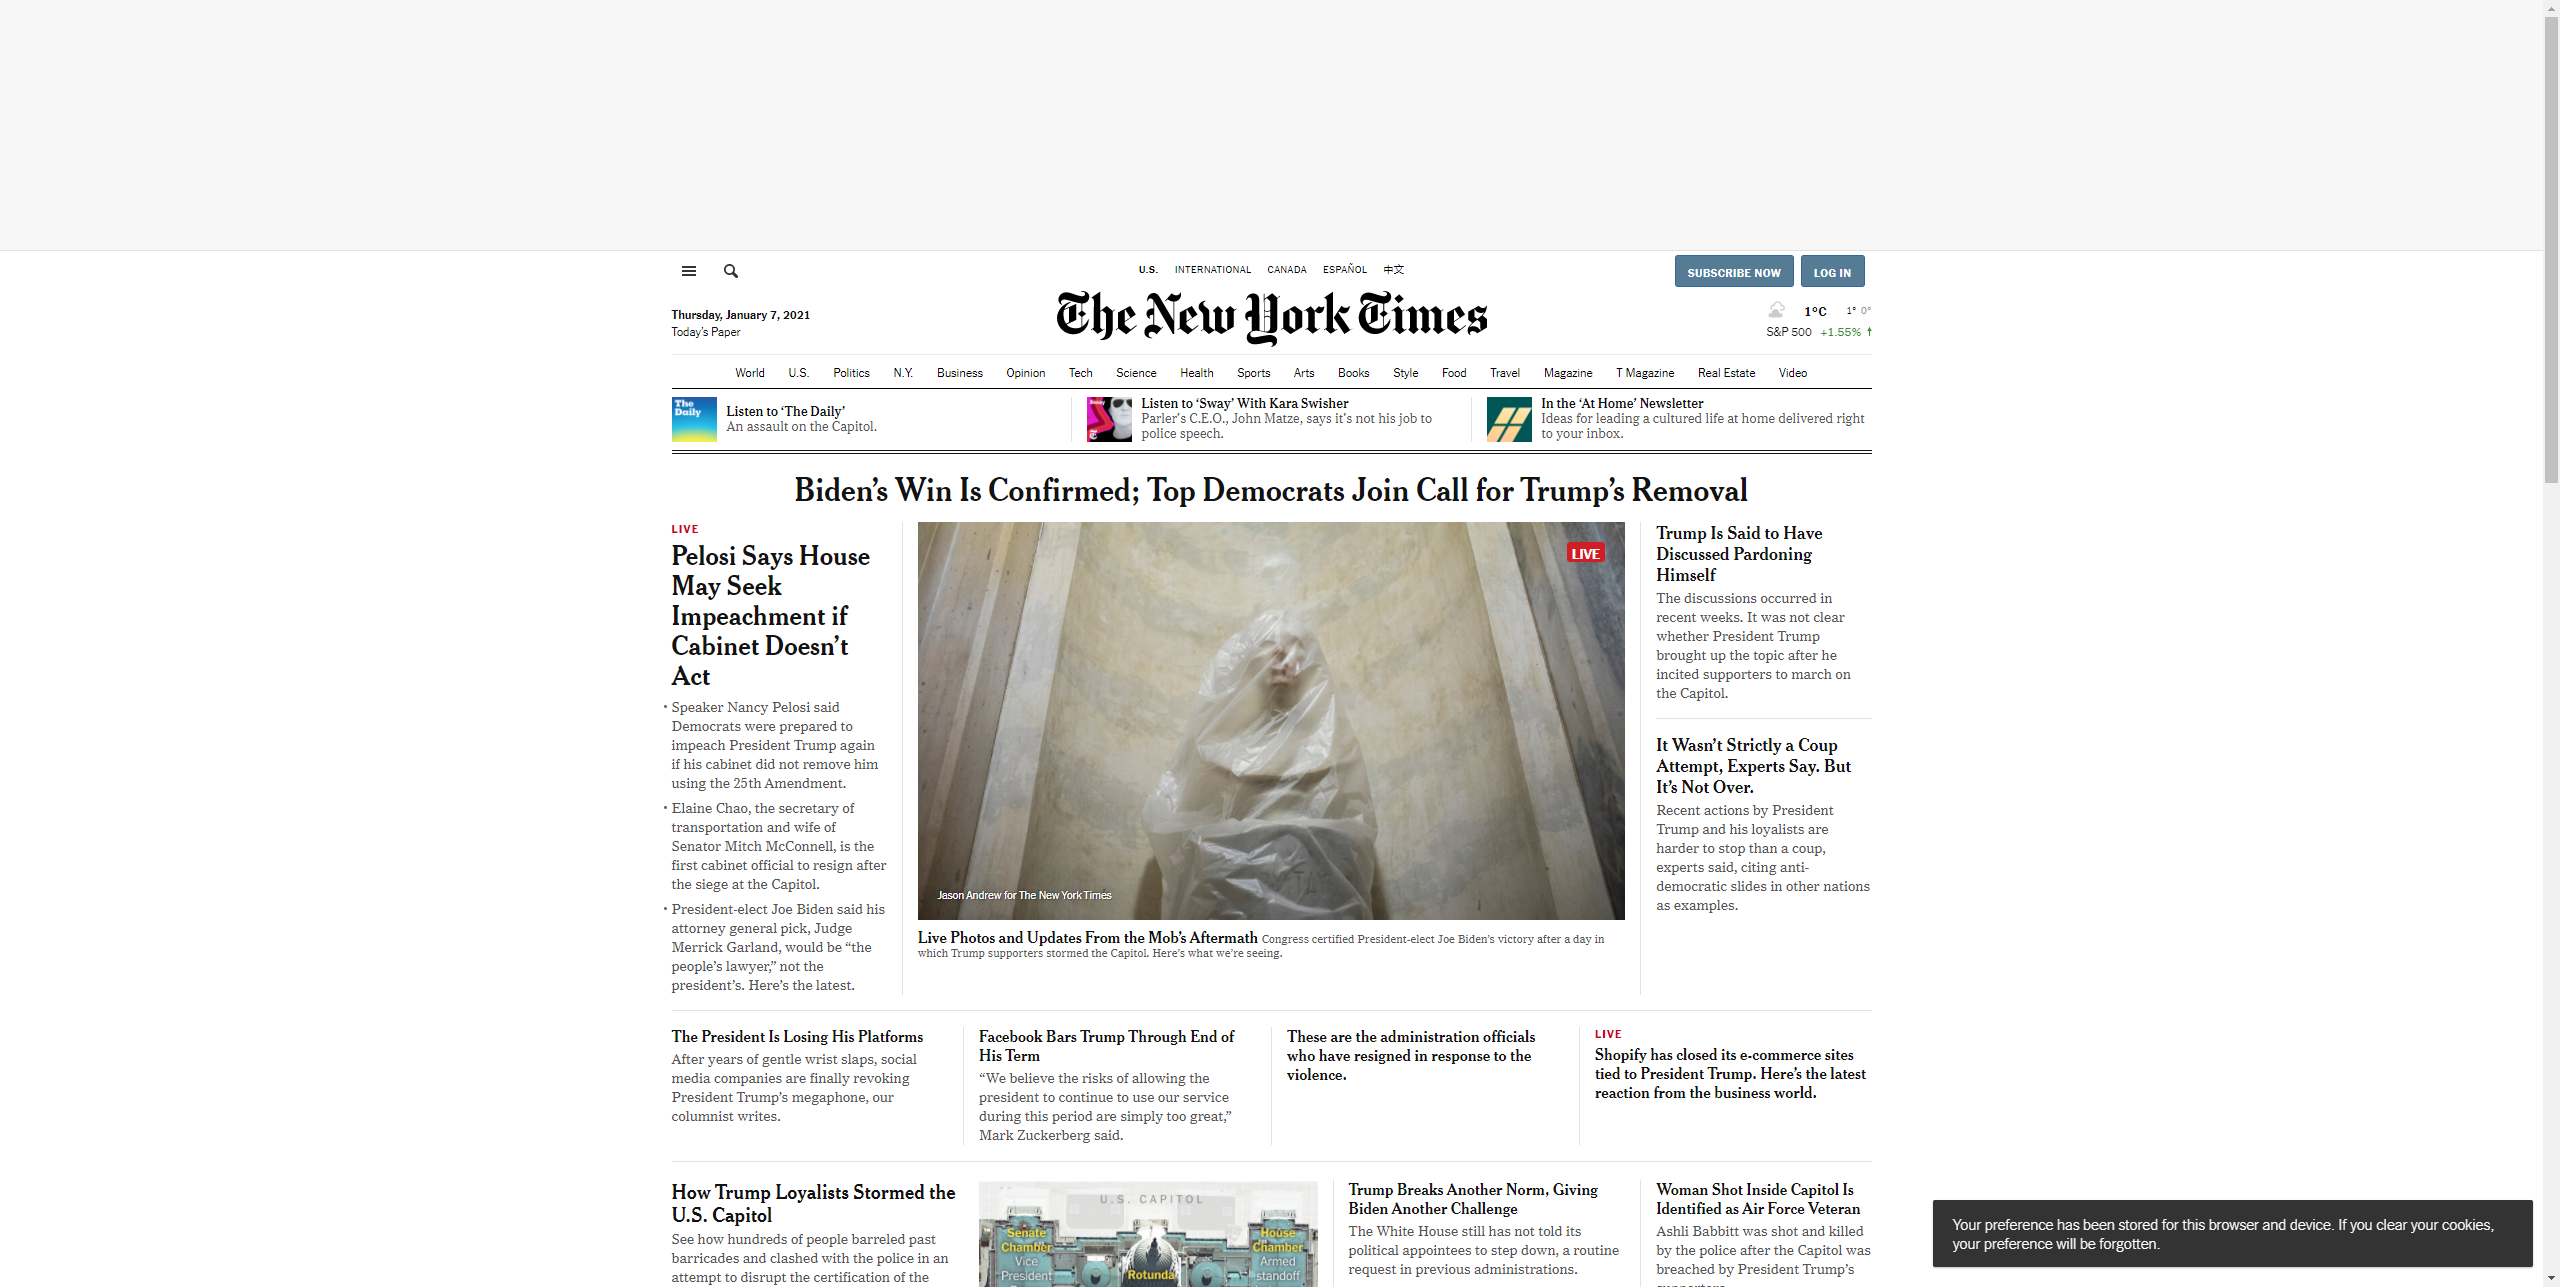 U.S. INTERNATIONAL CANADA ESPAÑOL 中文
SUBSCRIBE NOW LOG IN
Thursday, January 7, 2021
Today's Paper
The New York Times
1°C 1° 0°
S&P 500 +1.55% ↑
World U.S. Politics N.Y. Business Opinion Tech Science Health Sports Arts Books Style Food Travel Magazine T Magazine Real Estate Video
The
Daily
Listen to ‘The Daily’
An assault on the Capitol.
Listen to ‘Sway’ With Kara Swisher
Parler's C.E.O., John Matze, says it's not his job to
police speech.
In the ‘At Home’ Newsletter
Ideas for leading a cultured life at home delivered right
to your inbox.
Biden’s Win Is Confirmed; Top Democrats Join Call for Trump’s Removal
LIVE
Pelosi Says House
May Seek
Impeachment if
Cabinet Doesn’t
Act
• Speaker Nancy Pelosi said
Democrats were prepared to
impeach President Trump again
if his cabinet did not remove him
using the 25th Amendment.
• Elaine Chao, the secretary of
transportation and wife of
Senator Mitch McConnell, is the
first cabinet official to resign after
the siege at the Capitol.
• President-elect Joe Biden said his
attorney general pick, Judge
Merrick Garland, would be “the
people’s lawyer,” not the
president’s. Here’s the latest.
LIVE
Jason Andrew for The New York Times
Live Photos and Updates From the Mob’s Aftermath Congress certified President-elect Joe Biden’s victory after a day in
which Trump supporters stormed the Capitol. Here’s what we’re seeing.
Trump Is Said to Have
Discussed Pardoning
Himself
The discussions occurred in
recent weeks. It was not clear
whether President Trump
brought up the topic after he
incited supporters to march on
the Capitol.
It Wasn’t Strictly a Coup
Attempt, Experts Say. But
It’s Not Over.
Recent actions by President
Trump and his loyalists are
harder to stop than a coup,
experts said, citing anti-
democratic slides in other nations
as examples.
The President Is Losing His Platforms
After years of gentle wrist slaps, social
media companies are finally revoking
President Trump’s megaphone, our
columnist writes.
Facebook Bars Trump Through End of
His Term
“We believe the risks of allowing the
president to continue to use our service
during this period are simply too great,”
Mark Zuckerberg said.
These are the administration officials
who have resigned in response to the
violence.
LIVE
Shopify has closed its e-commerce sites
tied to President Trump. Here’s the latest
reaction from the business world.
How Trump Loyalists Stormed the
U.S. Capitol
See how hundreds of people barreled past
barricades and clashed with the police in an
attempt to disrupt the certification of the
U.S. CAPITOL
Senate
Chamber
Vice
President
Rotunda
House
Chamber
Armed
standoff
Trump Breaks Another Norm, Giving
Biden Another Challenge
The White House still has not told its
political appointees to step down, a routine
request in previous administrations.
Woman Shot Inside Capitol Is
Identified as Air Force Veteran
Ashli Babbitt was shot and killed
by the police after the Capitol was
breached by President Trump’s
Your preference has been stored for this browser and device. If you clear your cookies,
your preference will be forgotten.